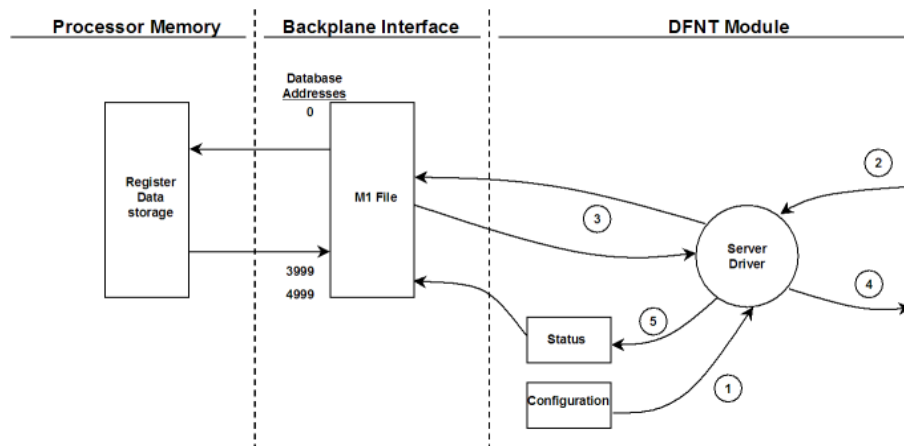 Processor Memory
Backplane Interface
DFNT Module
Database
Addresses
0
Register
Data
storage
M1 File
3999
4999
2
3
Server
Driver
4
5
Status
Configuration
1